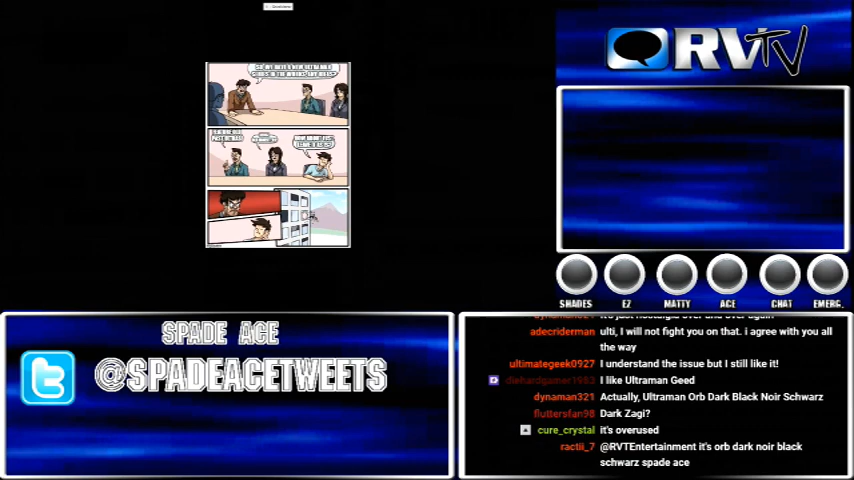 RVTV
SHADES
EZ
MATTY
ACE
CHAT
EMERG.
SPADE ACE
@SPADEACETWEETS
adecriderman ulti, I will not fight you on that. i agree with you all
the way
ultimategeek0927 I understand the issue but I still like it!
diehardgamer1983 I like Ultraman Geed
dynaman321 Actually, Ultraman Orb Dark Black Noir Schwarz
fluttersfan98 Dark Zagi?
cure_crystal it's overused
ractii_7 @RVTEntertainment it's orb dark noir black
schwarz spade ace